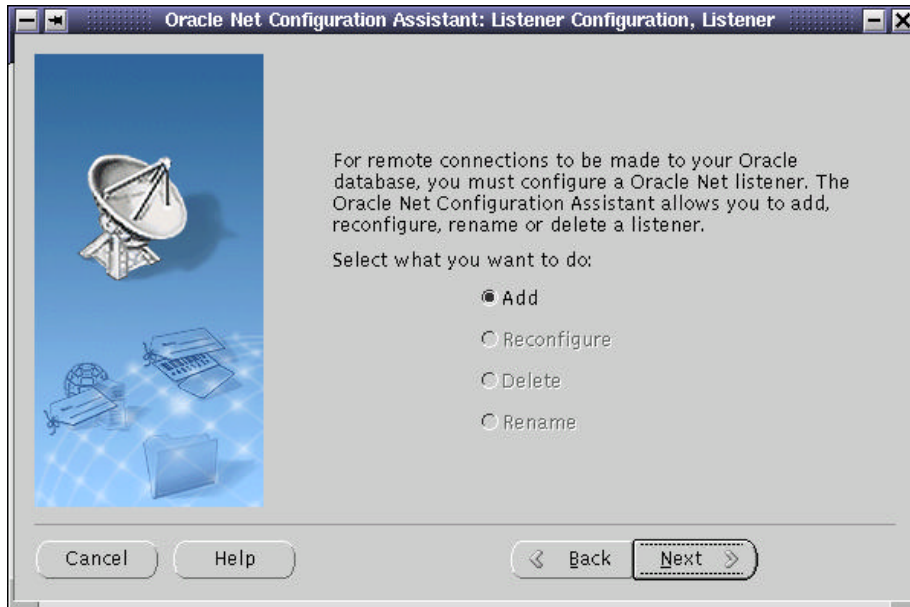 Oracle Net Configuration Assistant: Listener Configuration, Listener
For remote connections to be made to your Oracle
database, you must configure a Oracle Net listener. The
Oracle Net Configuration Assistant allows you to add,
reconfigure, rename or delete a listener.
Select what you want to do:
Add
Reconfigure
Delete
Rename
Cancel
Help
Back
Next